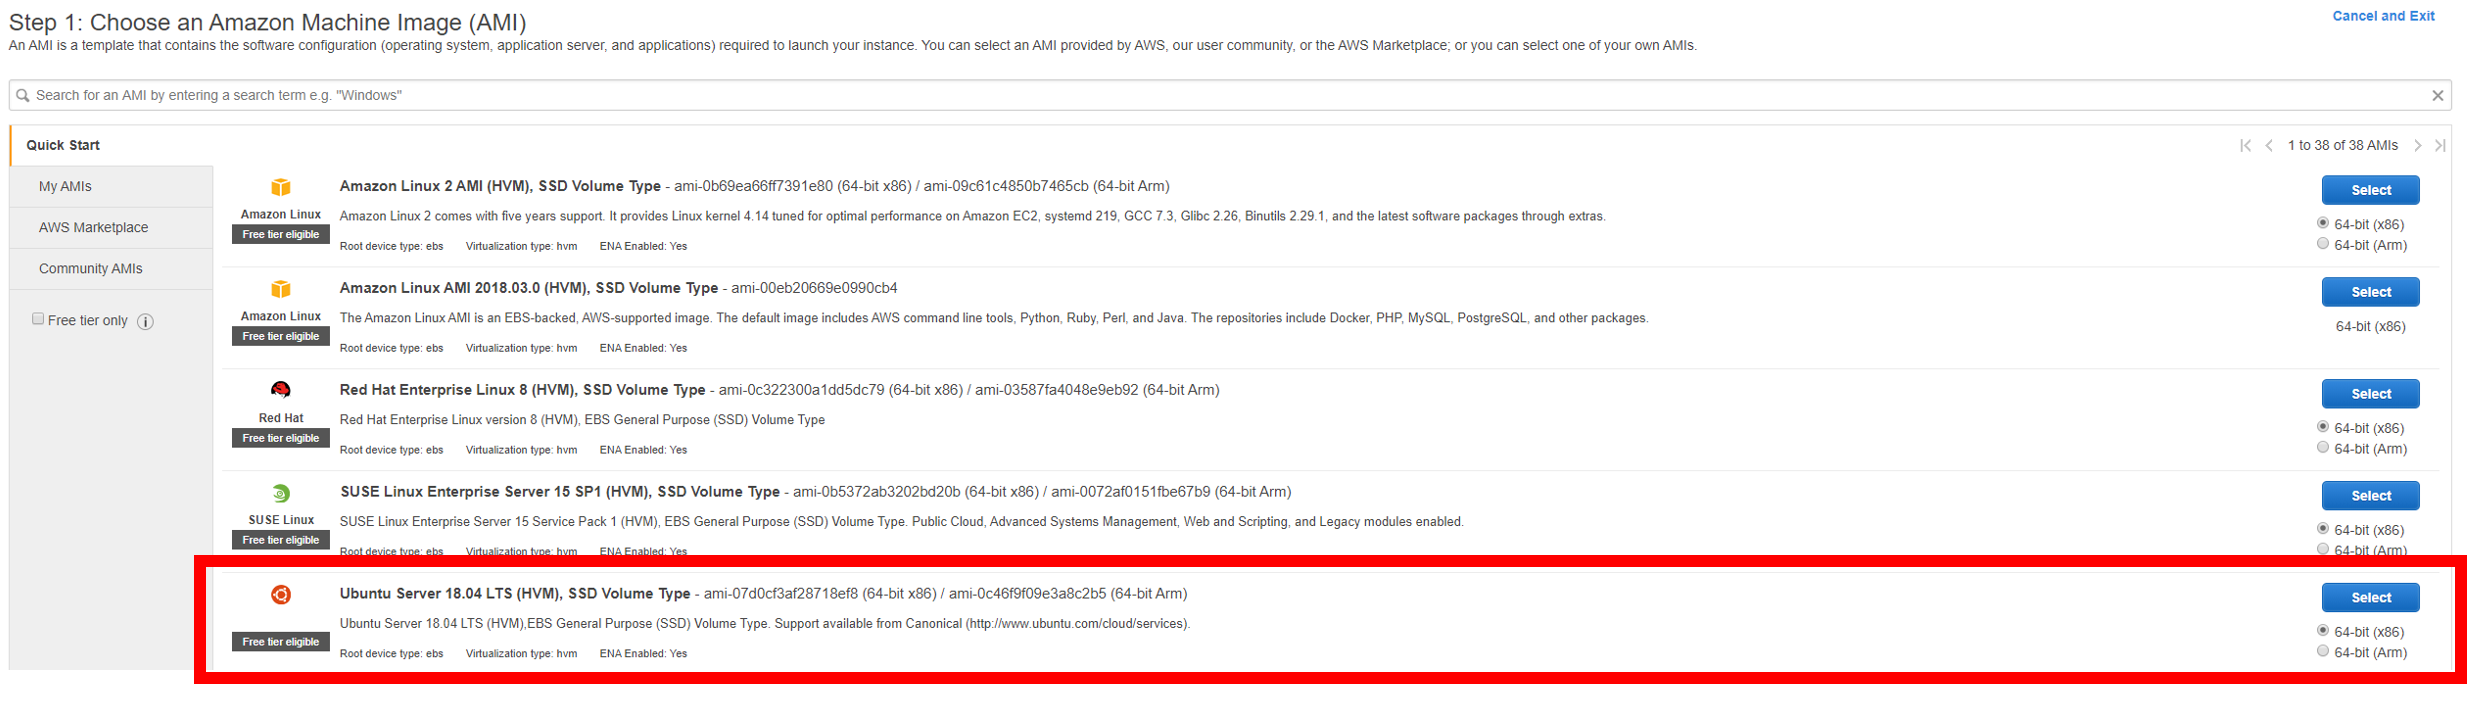 Step 1: Choose an Amazon Machine Image (AMI)
Cancel and Exit
An AMI is a template that contains the software configuration (operating system, application server, and applications) required to launch your instance. You can select an AMI provided by AWS, our user community, or the AWS Marketplace; or you can select one of your own AMIs.
Search for an AMI by entering a search term e.g. "Windows"
Quick Start
1 to 38 of 38 AMIs
My AMIs
AWS Marketplace
Community AMIs
Free tier only
Amazon Linux
Free tier eligible
Amazon Linux 2 AMI (HVM), SSD Volume Type - ami-0b69ea66ff7391e80 (64-bit x86) / ami-09c61c4850b7465cb (64-bit Arm)
Amazon Linux 2 comes with five years support. It provides Linux kernel 4.14 tuned for optimal performance on Amazon EC2, systemd 219, GCC 7.3, Glibc 2.26, Binutils 2.29.1, and the latest software packages through extras.
Root device type: ebs Virtualization type: hvm ENA Enabled: Yes
Select
64-bit (x86)
64-bit (Arm)
Amazon Linux
Free tier eligible
Amazon Linux AMI 2018.03.0 (HVM), SSD Volume Type - ami-00eb20669e0990cb4
The Amazon Linux AMI is an EBS-backed, AWS-supported image. The default image includes AWS command line tools, Python, Ruby, Perl, and Java. The repositories include Docker, PHP, MySQL, PostgreSQL, and other packages.
Root device type: ebs Virtualization type: hvm ENA Enabled: Yes
Select
64-bit (x86)
Red Hat
Free tier eligible
Red Hat Enterprise Linux 8 (HVM), SSD Volume Type - ami-0c322300a1dd5dc79 (64-bit x86) / ami-03587fa4048e9eb92 (64-bit Arm)
Red Hat Enterprise Linux version 8 (HVM), EBS General Purpose (SSD) Volume Type
Root device type: ebs Virtualization type: hvm ENA Enabled: Yes
Select
64-bit (x86)
64-bit (Arm)
SUSE Linux
Free tier eligible
SUSE Linux Enterprise Server 15 SP1 (HVM), SSD Volume Type - ami-0b5372ab3202bd20b (64-bit x86) / ami-0072af0151fbe67b9 (64-bit Arm)
SUSE Linux Enterprise Server 15 Service Pack 1 (HVM), EBS General Purpose (SSD) Volume Type. Public Cloud, Advanced Systems Management, Web and Scripting, and Legacy modules enabled.
Root device type: ebs Virtualization type: hvm ENA Enabled: Yes
Select
64-bit (x86)
64-bit (Arm)
Free tier eligible
Ubuntu Server 18.04 LTS (HVM), SSD Volume Type - ami-07d0cf3af28718ef8 (64-bit x86) / ami-0c46f9f09e3a8c2b5 (64-bit Arm)
Ubuntu Server 18.04 LTS (HVM),EBS General Purpose (SSD) Volume Type. Support available from Canonical (http://www.ubuntu.com/cloud/services).
Root device type: ebs Virtualization type: hvm ENA Enabled: Yes
Select
64-bit (x86)
64-bit (Arm)